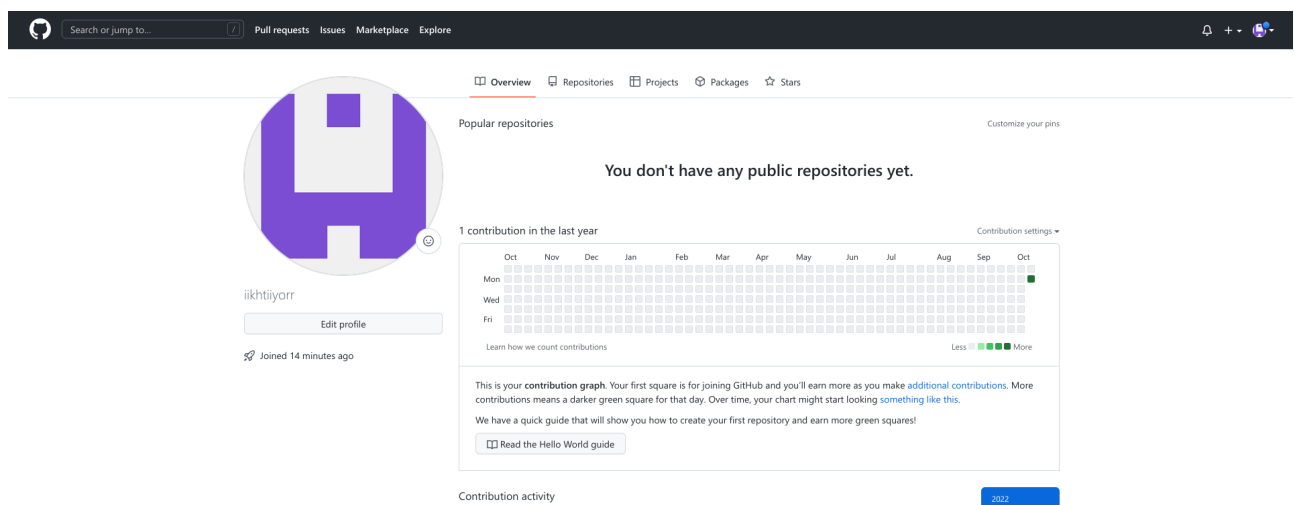 Search or jump to... /
Pull requests Issues Marketplace Explore
Overview Repositories Projects Packages Stars
Popular repositories
Customize your pins
You don't have any public repositories yet.
1 contribution in the last year
Contribution settings
Oct Nov Dec Jan Feb Mar Apr May Jun Jul Aug Sep Oct
Mon
Wed
Fri
Learn how we count contributions
Less More
iikhtiiyorr
Edit profile
Joined 14 minutes ago
This is your contribution graph. Your first square is for joining GitHub and you'll earn more as you make additional contributions. More
contributions means a darker green square for that day. Over time, your chart might start looking something like this.
We have a quick guide that will show you how to create your first repository and earn more green squares!
Read the Hello World guide
Contribution activity
2022